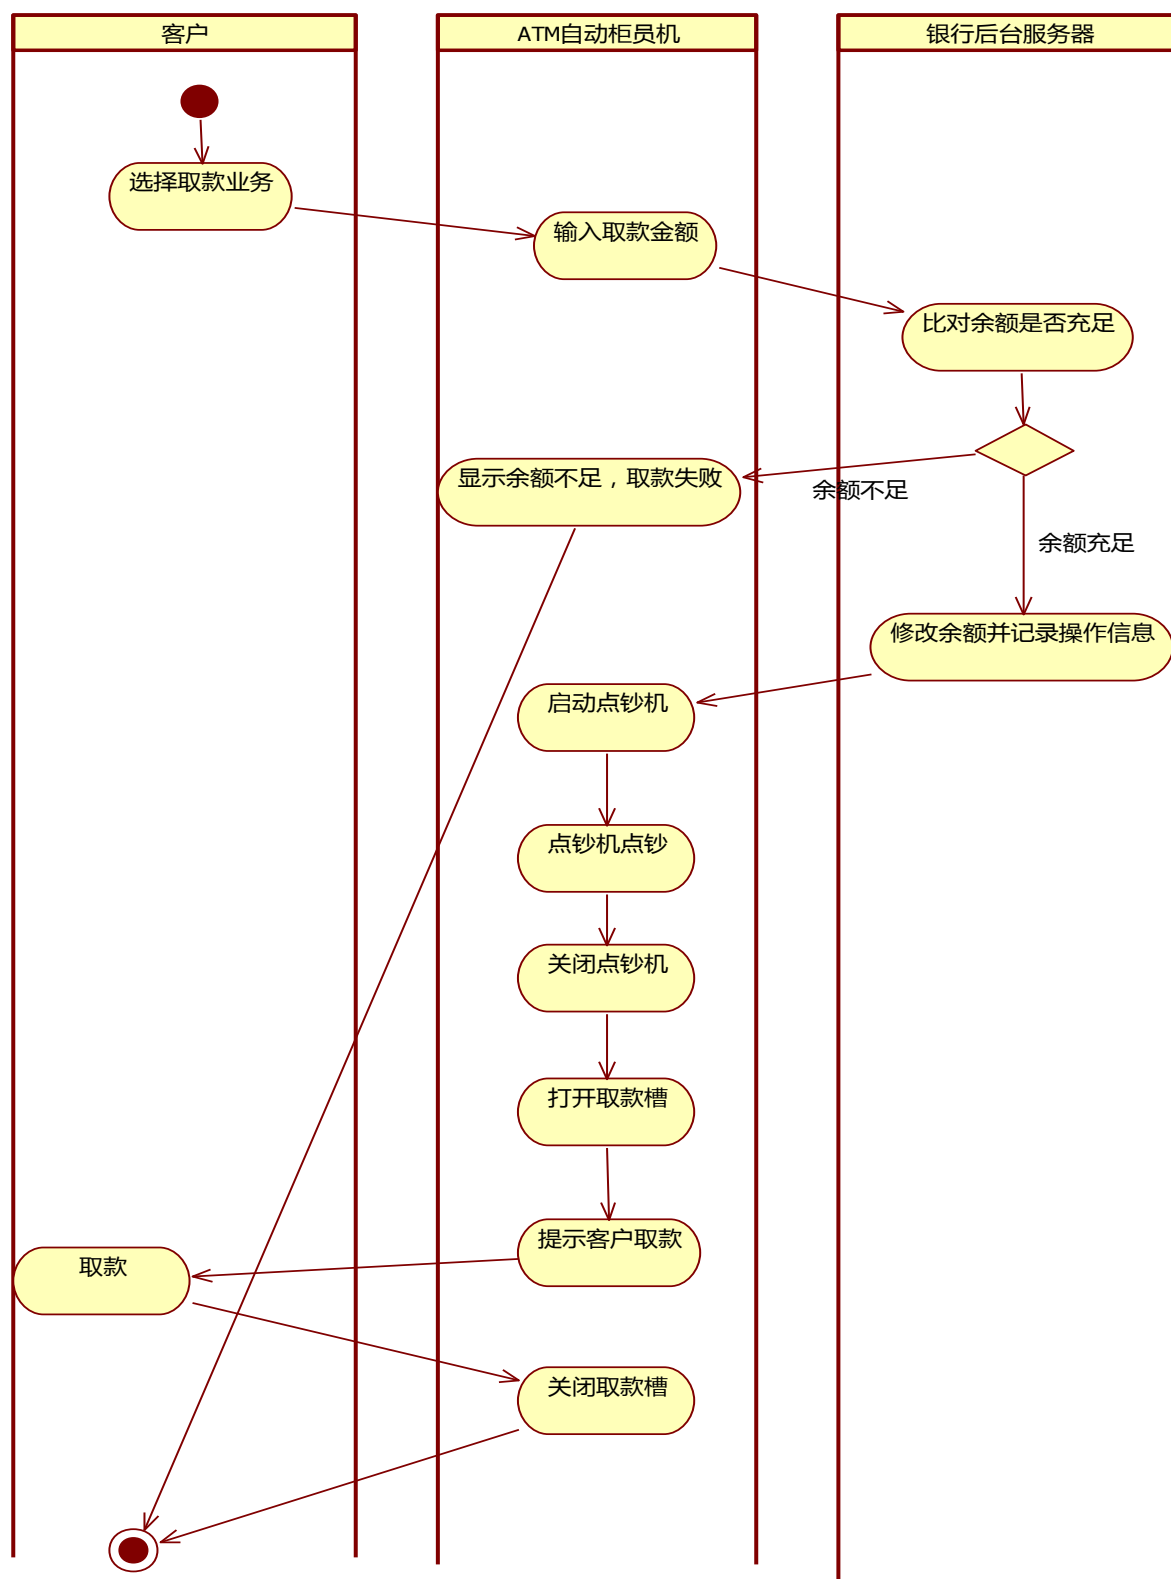 客户
ATM自动柜员机
银行后台服务器
选择取款业务
输入取款金额
比对余额是否充足
显示余额不足，取款失败
余额不足
余额充足
修改余额并记录操作信息
启动点钞机
点钞机点钞
关闭点钞机
打开取款槽
提示客户取款
取款
关闭取款槽